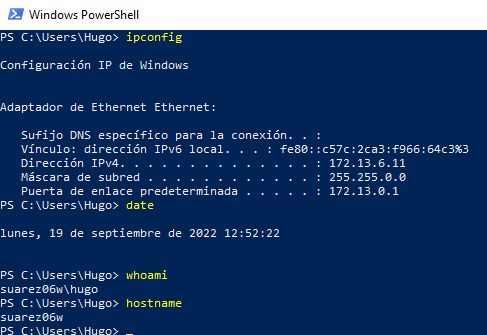 Windows PowerShell
PS C:\Users\Hugo> ipconfig
Configuración IP de Windows
Adaptador de Ethernet Ethernet:
Sufijo DNS específico para la conexión. . :
Vínculo: dirección IPv6 local. . . : fe80::c57c:2ca3:f966:64c3%3
Dirección IPv4. . . . . . . . . . . . . . : 172.13.6.11
Máscara de subred . . . . . . . . . . . . : 255.255.0.0
Puerta de enlace predeterminada . . . . . : 172.13.0.1
PS C:\Users\Hugo> date
lunes, 19 de septiembre de 2022 12:52:22
PS C:\Users\Hugo> whoami
suarez06w\hugo
PS C:\Users\Hugo> hostname
suarez06w
PS C:\Users\Hugo> _